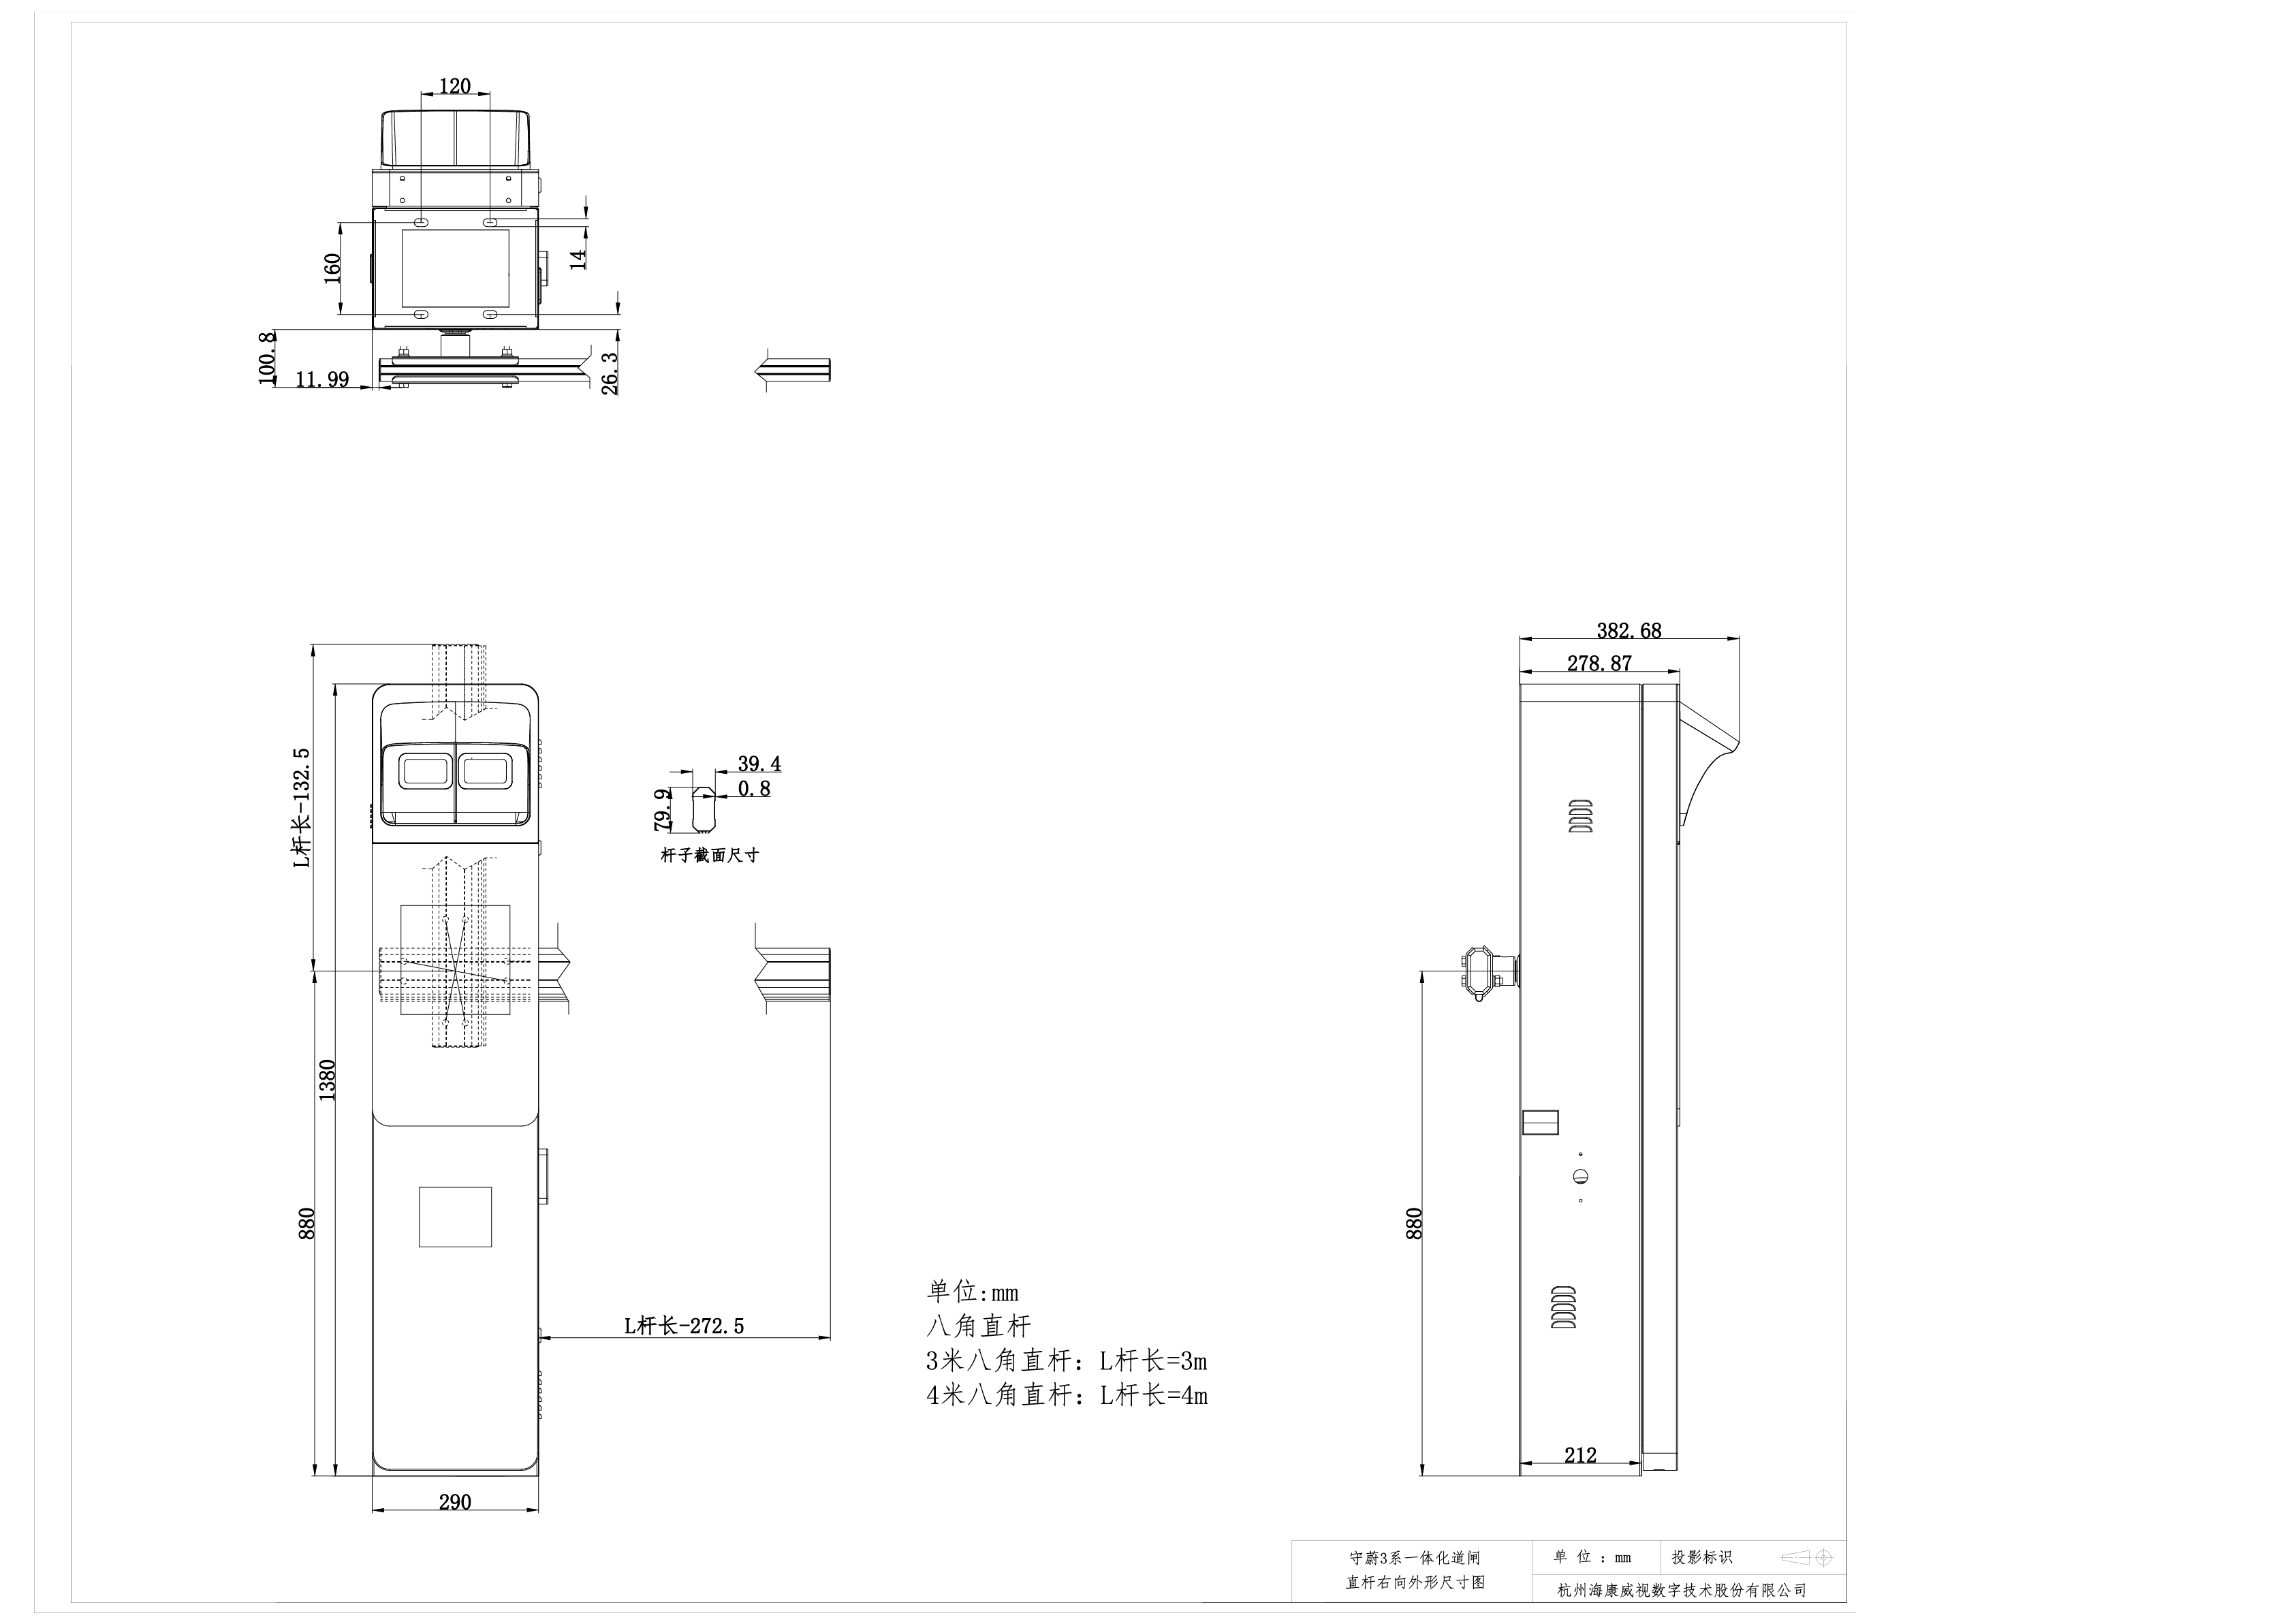 120
160
14
100.8
11.99
26.3
382.68
278.87
L杆长-132.5
39.4
0.8
79.9
杆子截面尺寸
1380
880
880
L杆长-272.5
290
212
单位:mm
八角直杆
3米八角直杆：L杆长=3m
4米八角直杆：L杆长=4m
守蔚3系一体化道闸
直杆右向外形尺寸图
单 位 ：mm
投影标识
杭州海康威视数字技术股份有限公司